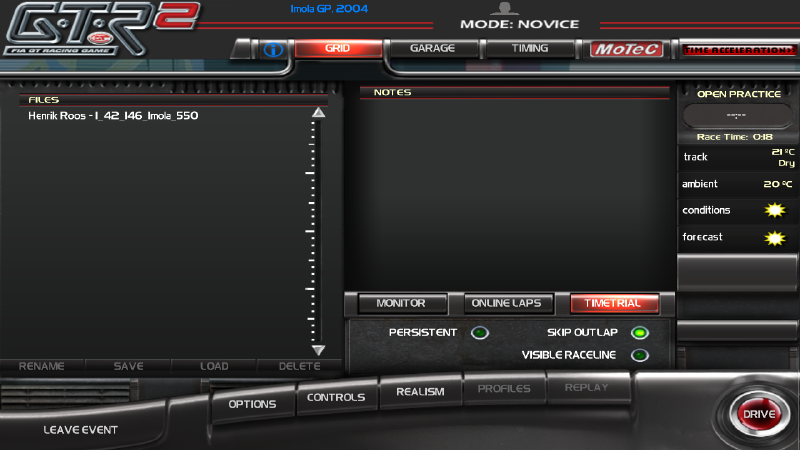 GTR2
FIA GT RACING GAME
Imola GP, 2004
MODE: NOVICE
i
GRID
GARAGE
TIMING
MoTeC
TIME ACCELERATION
FILES
Henrik Roos - 1_42_146_Imola_550
NOTES
OPEN PRACTICE
--:--
Race Time: 0:18
track
21 ºC
Dry
ambient
20 ºC
conditions
forecast
MONITOR
ONLINE LAPS
TIMETRIAL
PERSISTENT
SKIP OUTLAP
VISIBLE RACELINE
RENAME
SAVE
LOAD
DELETE
OPTIONS
CONTROLS
REALISM
PROFILES
REPLAY
LEAVE EVENT
DRIVE